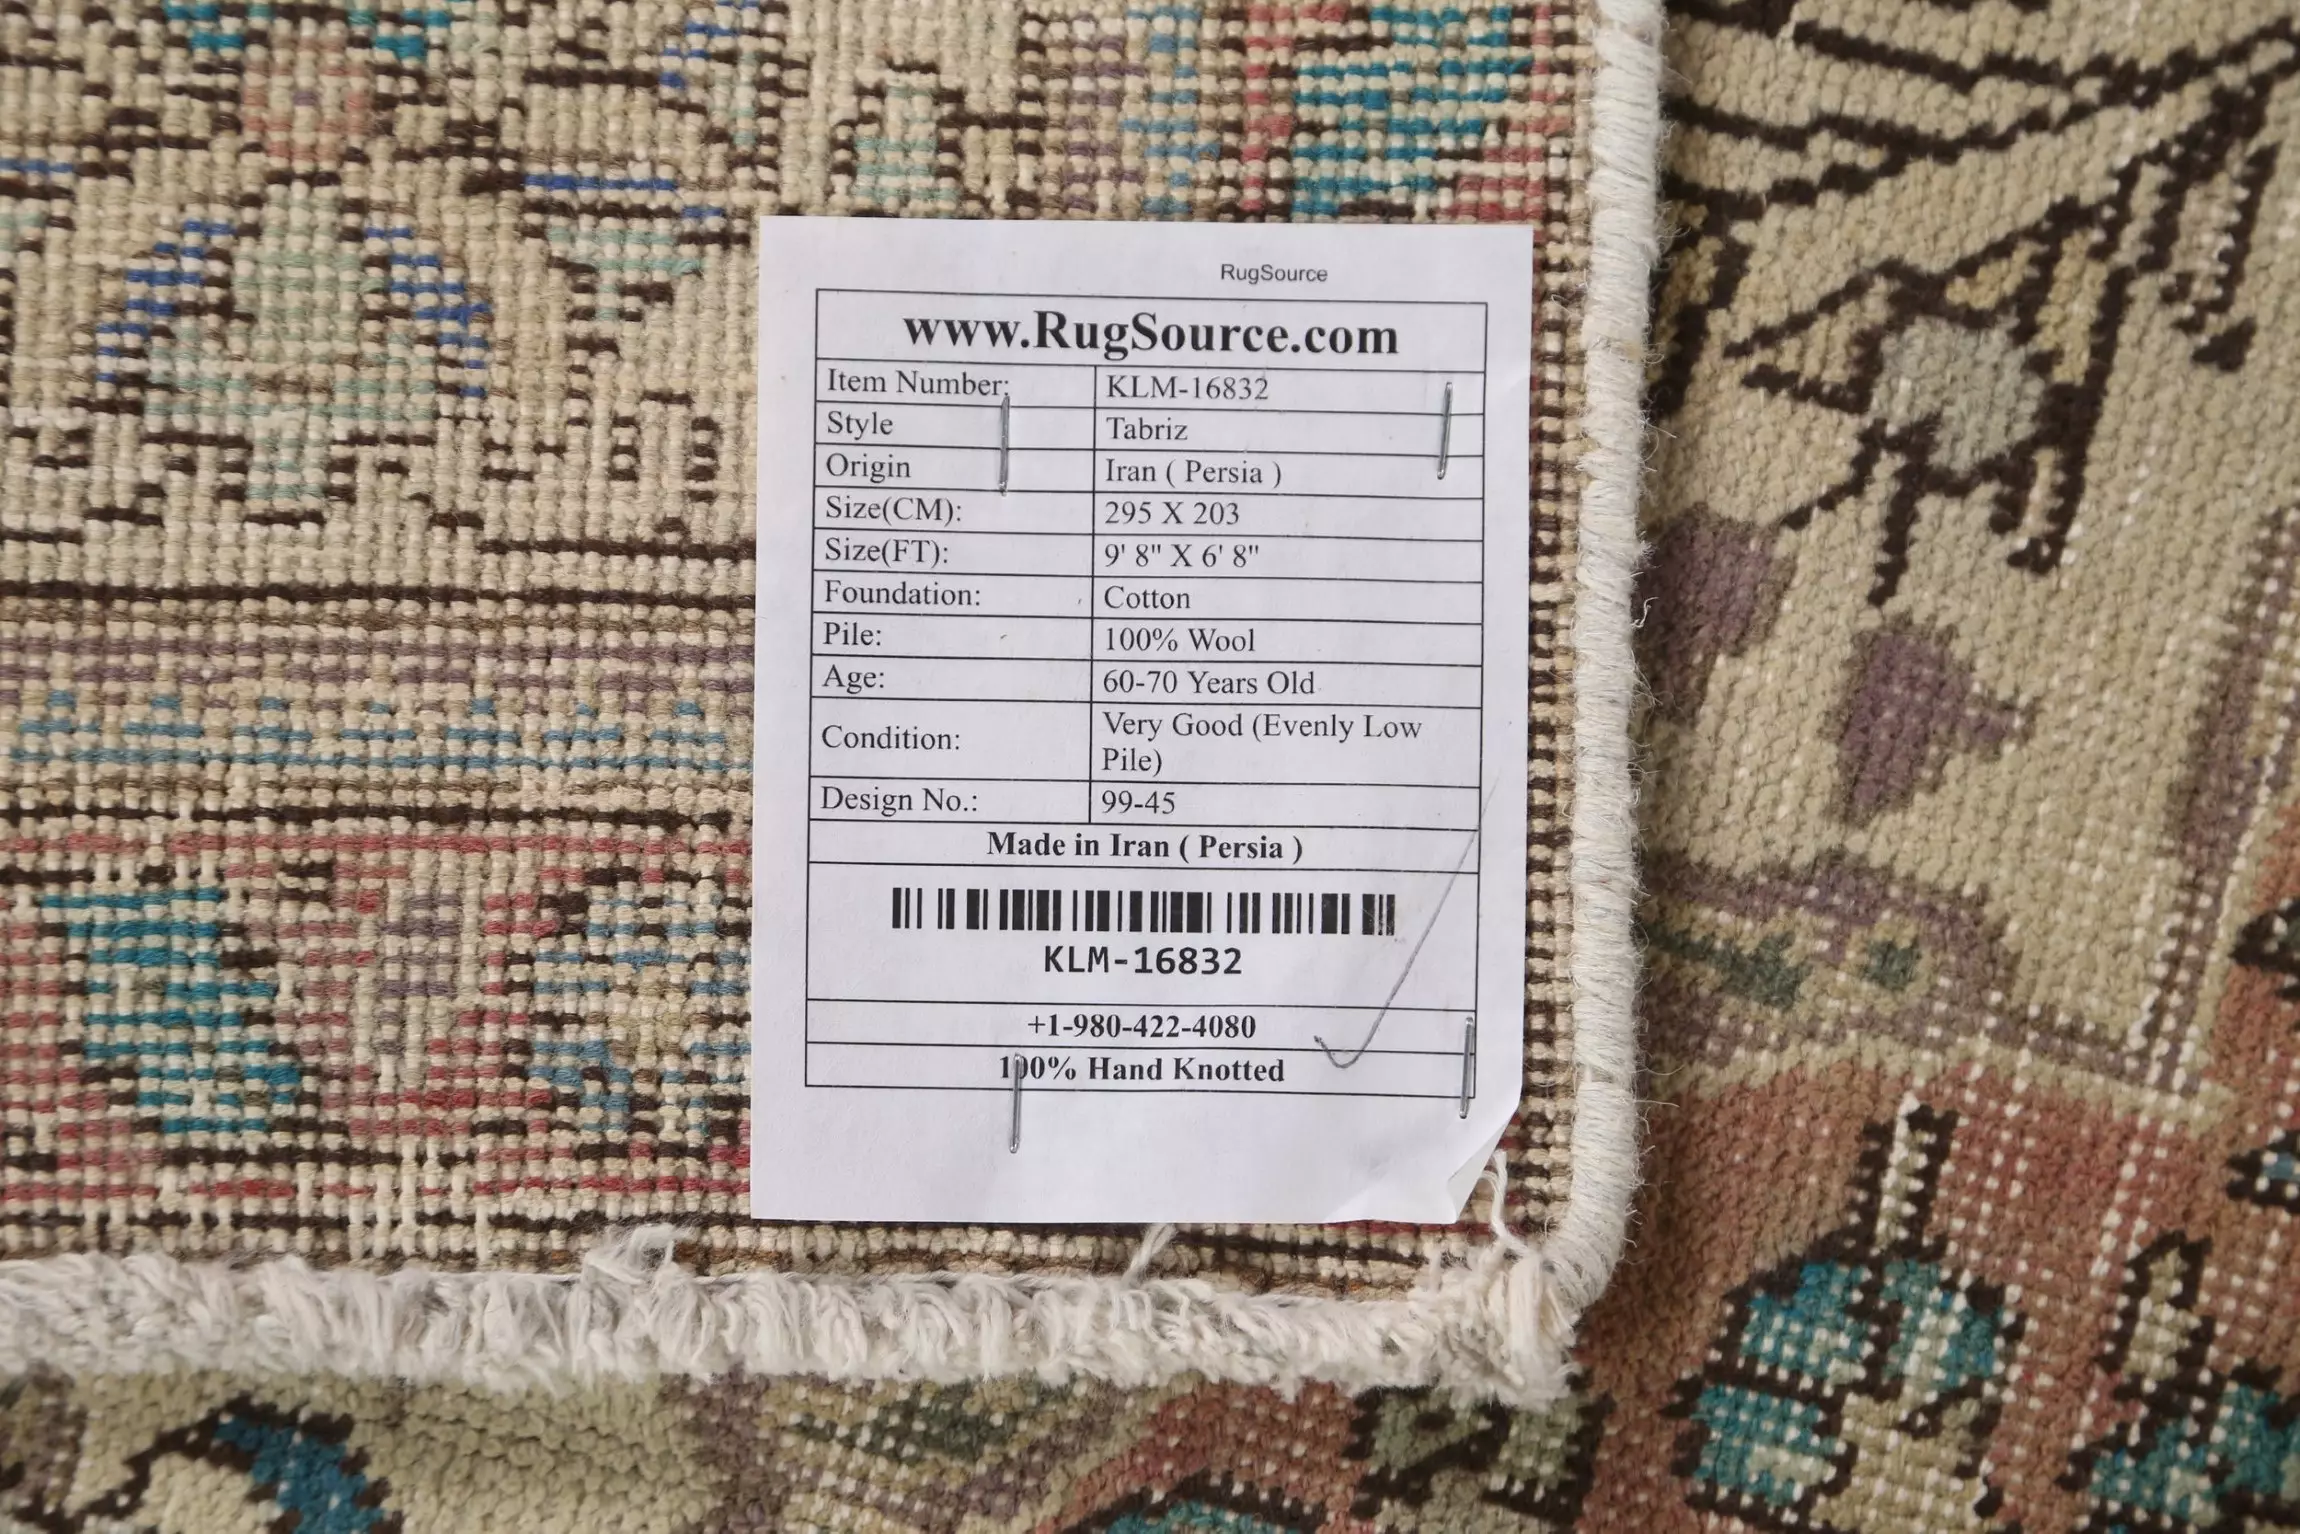 RugSource
www.RugSource.com
Item Number: KLM-16832
Style Tabriz
Origin Iran ( Persia )
Size(CM): 295 X 203
Size(FT): 9' 8" X 6' 8"
Foundation: Cotton
Pile: 100% Wool
Age: 60-70 Years Old
Condition: Very Good (Evenly Low
Pile)
Design No.: 99-45
Made in Iran ( Persia )
KLM-16832
+1-980-422-4080
100% Hand Knotted